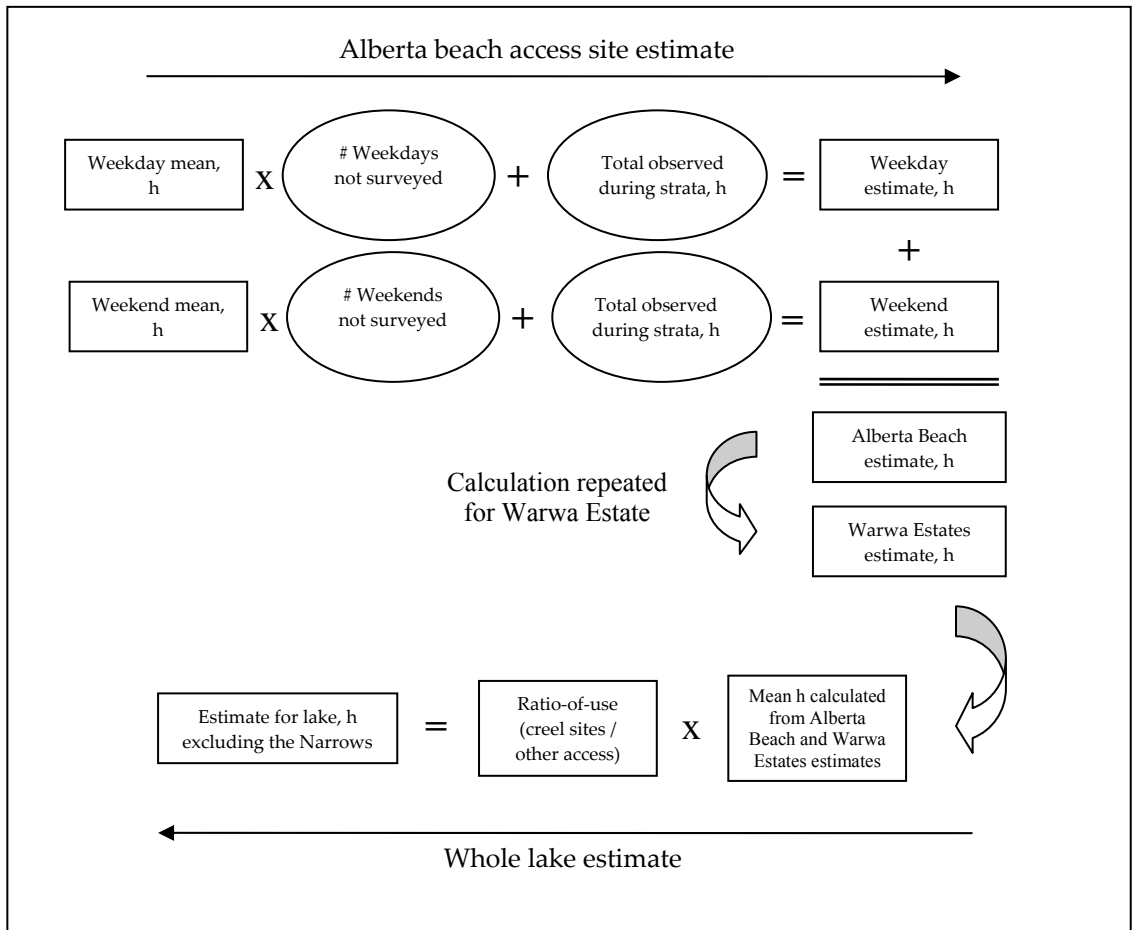 Alberta beach access site estimate
Weekday mean,
h
x
# Weekdays
not surveyed
+
Total observed
during strata, h
=
Weekday
estimate, h
+
Weekend mean,
h
x
# Weekends
not surveyed
+
Total observed
during strata, h
=
Weekend
estimate, h
Alberta Beach
estimate, h
Calculation repeated
for Warwa Estate
Warwa Estates
estimate, h
Estimate for lake, h
excluding the Narrows
=
Ratio-of-use
(creel sites /
other access)
x
Mean h calculated
from Alberta
Beach and Warwa
Estates estimates
Whole lake estimate